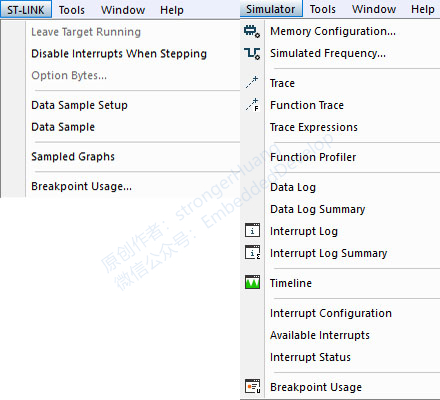 ST-LINK Tools Window Help
Leave Target Running
Disable Interrupts When Stepping
Option Bytes...
Data Sample Setup
Data Sample
Sampled Graphs
Breakpoint Usage...
Simulator Tools Window Help
Memory Configuration...
Simulated Frequency...
Trace
Function Trace
Trace Expressions
Function Profiler
Data Log
Data Log Summary
Interrupt Log
Interrupt Log Summary
Timeline
Interrupt Configuration
Available Interrupts
Interrupt Status
Breakpoint Usage
原创作者：strongerHuang
微信公众号：EmbeddedDevelop